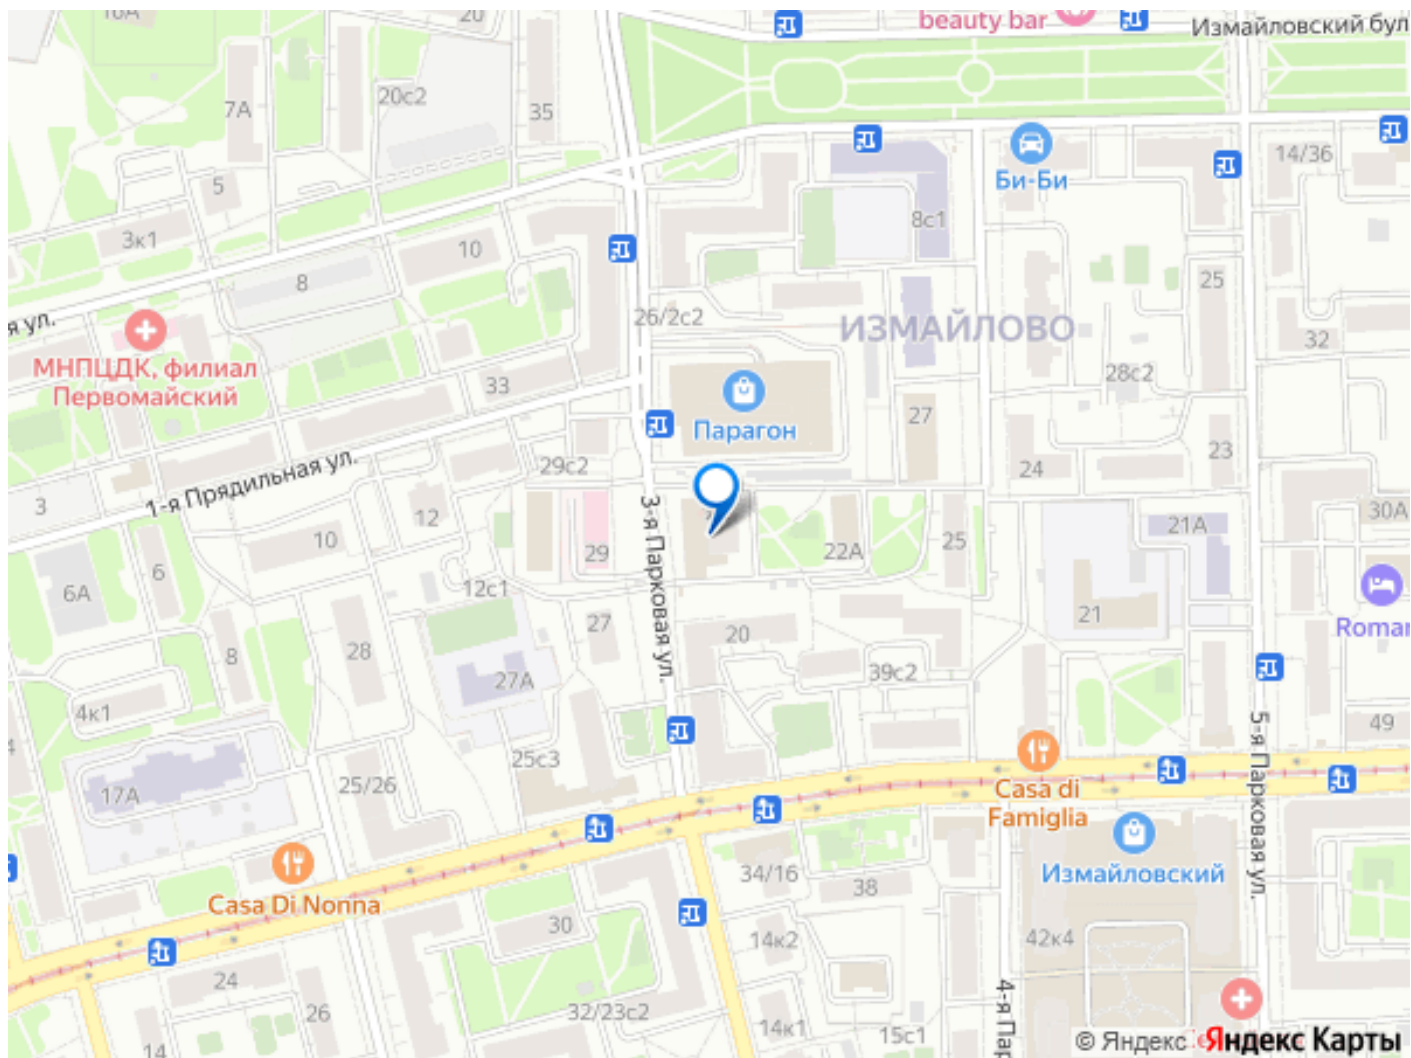 16А
20
beauty bar
Измайловский бул
7А
20с2
35
14/36
5
Би-Би
8с1
3к1
10
8
25
я ул.
26/2с2
ИЗМАЙЛОВО
32
МНПЦДК, филиал
Первомайский
33
28с2
Парагон
27
29с2
24
23
1-я Прядильная ул.
3
12
3-я Парковая ул.
30А
21А
10
29
22А
25
6
6А
12с1
21
27
20
Roman
8
28
27А
39с2
4к1
49
5-я Парковая ул.
25с3
17А
25/26
Casa di
Famiglia
34/16
38
Измайловский
Casa Di Nonna
30
14к2
42к4
24
26
32/23с2
14к1
15с1
4-я Пар
14
© Яндекс
Яндекс Карты